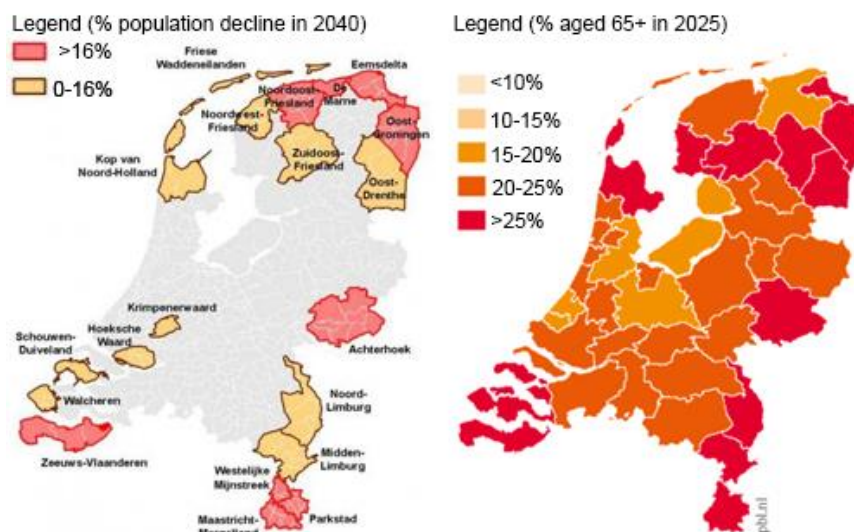 Legend (% population decline in 2040)
>16%
0-16%
Friese
Waddeneilanden
Eemsdelta
Noordoost-
Friesland
De
Marne
Noordwest-
Friesland
Oost-
Groningen
Zuidoost-
Friesland
Kop van
Noord-Holland
Oost-
Drenthe
Krimpenerwaard
Hoeksche
Waard
Schouwen-
Duiveland
Achterhoek
Walcheren
Noord-
Limburg
Zeeuws-Vlaanderen
Midden-
Limburg
Westelijke
Mijnstreek
Maastricht-
Parkstad
Legend (% aged 65+ in 2025)
<10%
10-15%
15-20%
20-25%
>25%
pbl.nl